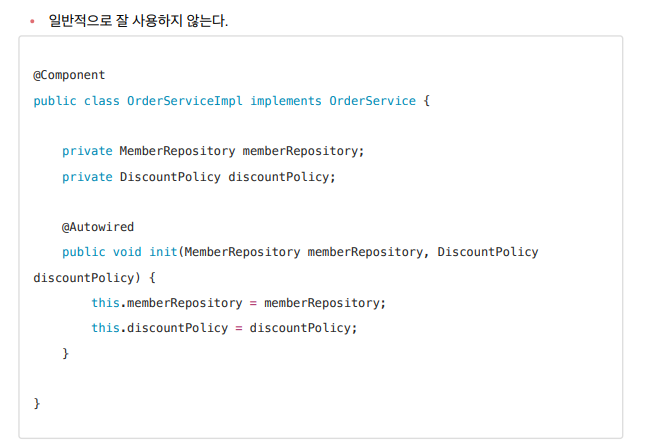 • 일반적으로 잘 사용하지 않는다.
@Component
public class OrderServiceImpl implements OrderService {
    private MemberRepository memberRepository;
    private DiscountPolicy discountPolicy;
    @Autowired
    public void init(MemberRepository memberRepository, DiscountPolicy
discountPolicy) {
        this.memberRepository = memberRepository;
        this.discountPolicy = discountPolicy;
    }
}